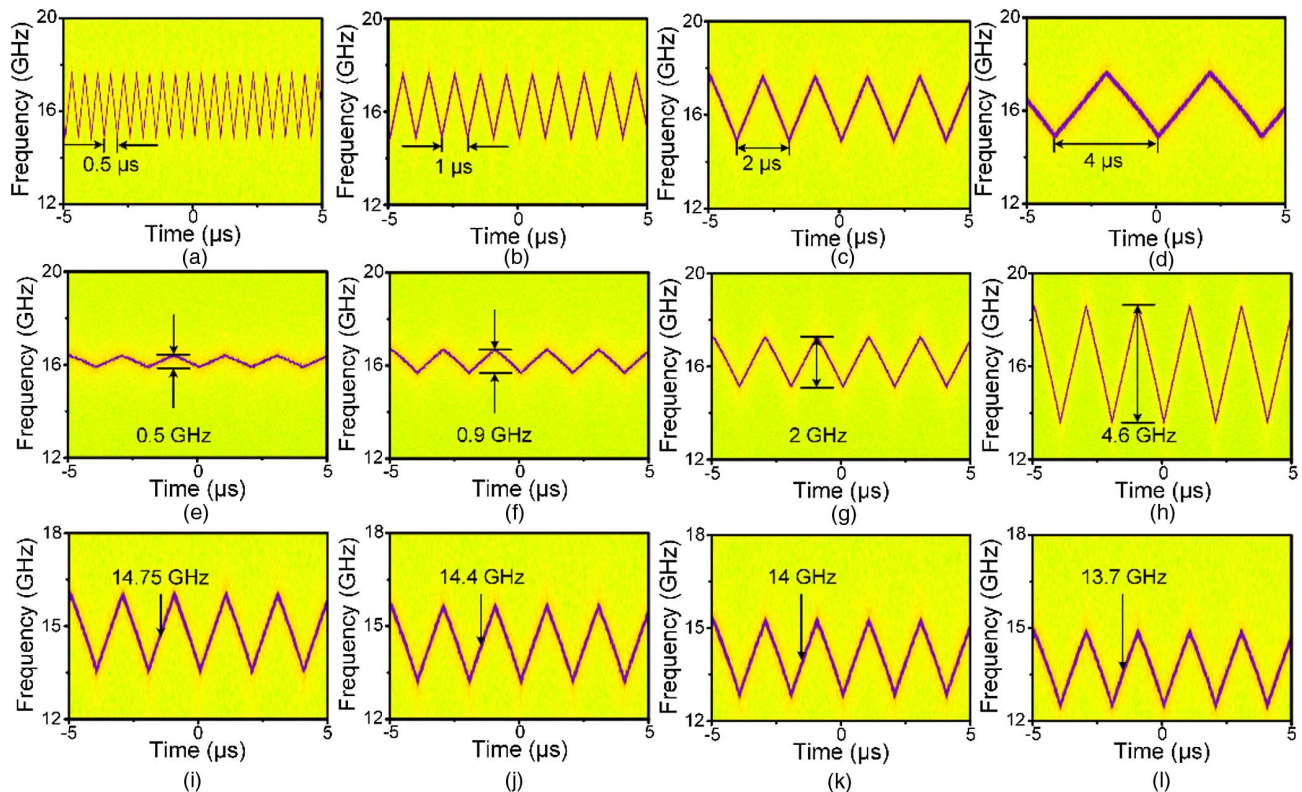 Frequency (GHz)
20
16
12
0.5 µs
-5
0
5
Time (µs)
(a)
Frequency (GHz)
20
16
12
1 µs
-5
0
5
Time (µs)
(b)
Frequency (GHz)
20
16
12
2 µs
-5
0
5
Time (µs)
(c)
Frequency (GHz)
20
16
12
4 µs
-5
0
5
Time (µs)
(d)
Frequency (GHz)
20
16
12
0.5 GHz
-5
0
5
Time (µs)
(e)
Frequency (GHz)
20
16
12
0.9 GHz
-5
0
5
Time (µs)
(f)
Frequency (GHz)
20
16
12
2 GHz
-5
0
5
Time (µs)
(g)
Frequency (GHz)
20
16
12
4.6 GHz
-5
0
5
Time (µs)
(h)
Frequency (GHz)
18
15
12
14.75 GHz
-5
0
5
Time (µs)
(i)
Frequency (GHz)
18
15
12
14.4 GHz
-5
0
5
Time (µs)
(j)
Frequency (GHz)
18
15
12
14 GHz
-5
0
5
Time (µs)
(k)
Frequency (GHz)
18
15
12
13.7 GHz
-5
0
5
Time (µs)
(l)